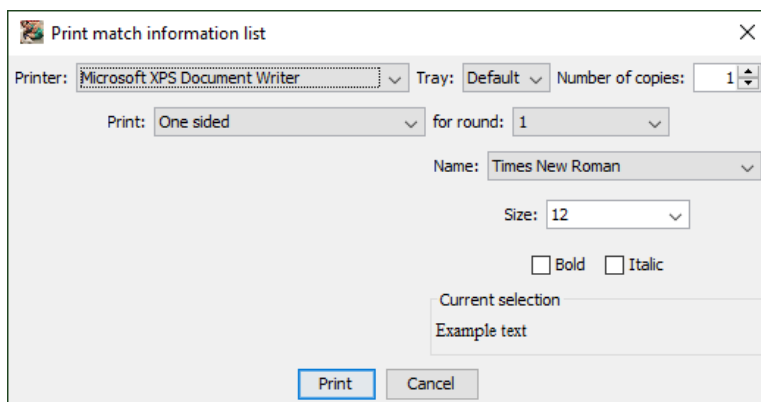 Print match information list
Printer: Microsoft XPS Document Writer Tray: Default Number of copies: 1
Print: One sided for round: 1
Name: Times New Roman
Size: 12
Bold Italic
Current selection
Example text
Print Cancel